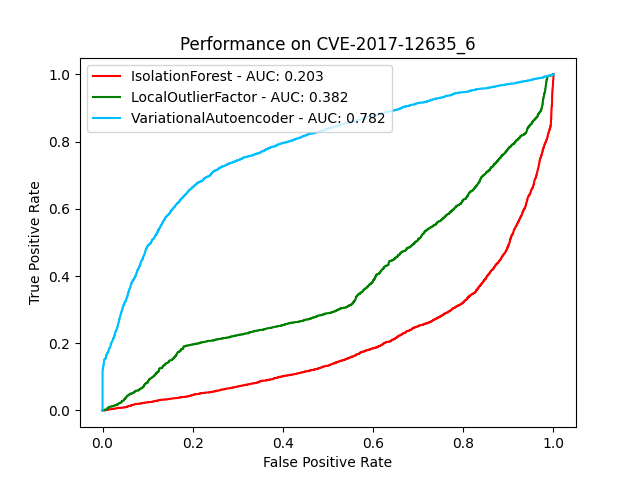 Performance on CVE-2017-12635_6
IsolationForest - AUC: 0.203
LocalOutlierFactor - AUC: 0.382
VariationalAutoencoder - AUC: 0.782
1.0
0.8
0.6
0.4
0.2
0.0
True Positive Rate
0.0 0.2 0.4 0.6 0.8 1.0
False Positive Rate